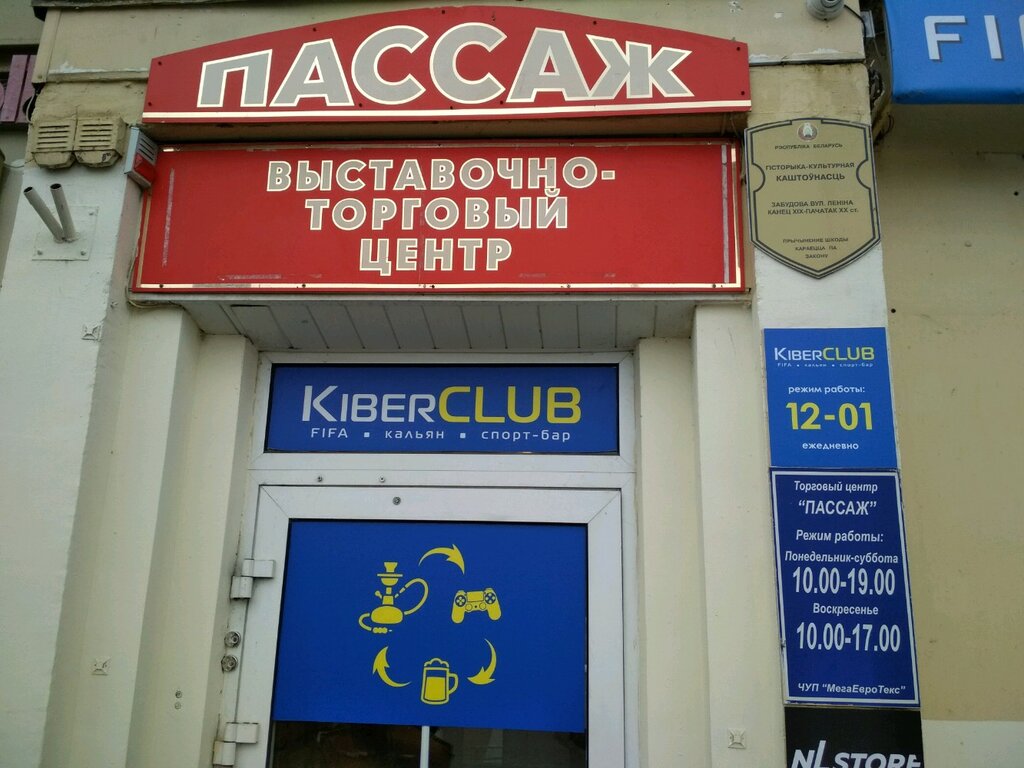 ПАССАЖ
ВЫСТАВОЧНО-
ТОРГОВЫЙ
ЦЕНТР
РЭСПУБЛІКА БЕЛАРУСЬ
ГІСТОРЫКА-КУЛЬТУРНАЯ
КАШТОЎНАСЦЬ
ЗАБУДОВА ВУЛ. ЛЕНІНА
КАНЕЦ XIX-ПАЧАТАК XX ст.
ПРЫЧЫНЕННЕ ШКОДЫ
КАРАЕЦЦА ПА
ЗАКОНУ
FI
KIBERCLUB
FIFA • кальян • спорт-бар
KIBERCLUB
FIFA • кальян • спорт-бар
режим работы:
12-01
ежедневно
Торговый центр
"ПАССАЖ"
Режим работы:
Понедельник-суббота
10.00-19.00
Воскресенье
10.00-17.00
ЧУП "МегаЕвроТекс"
NL STORE